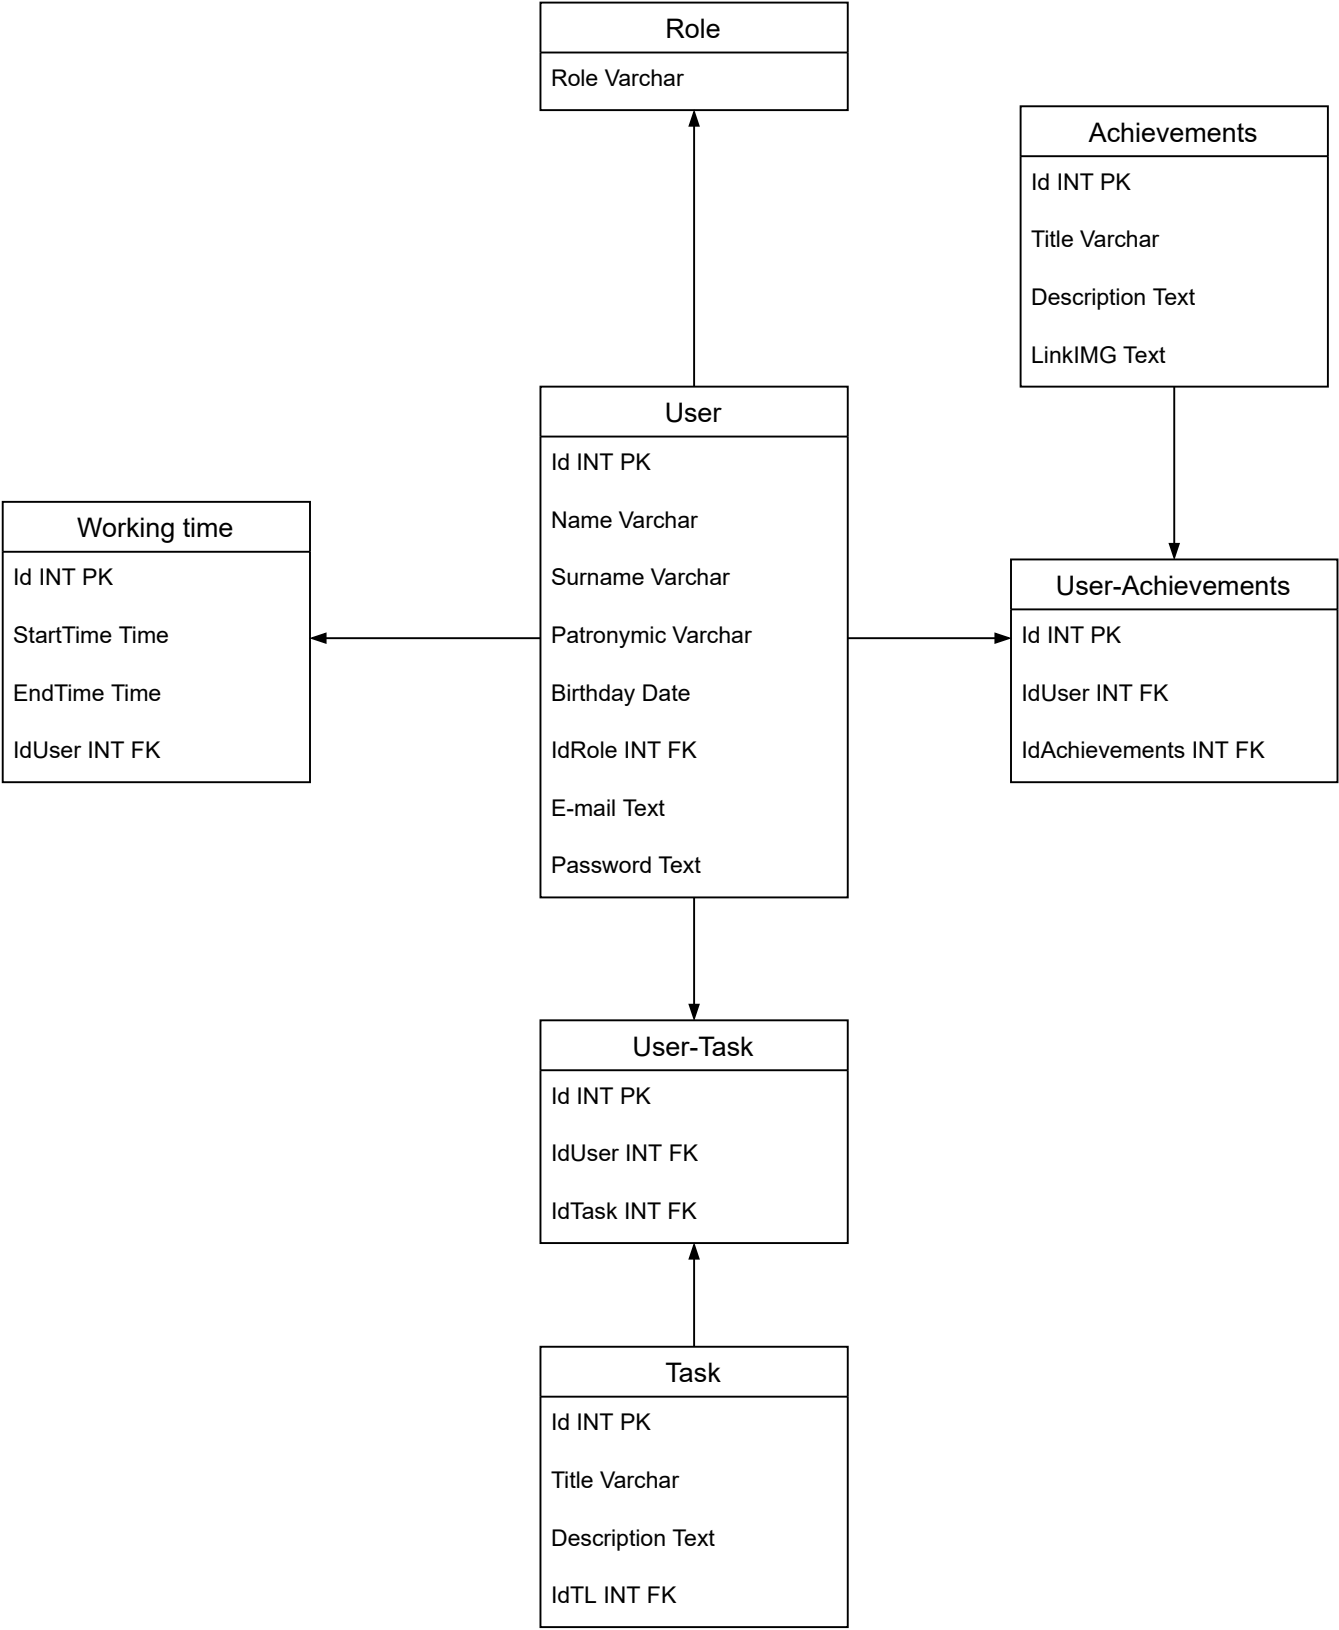 Role
Role Varchar
Achievements
Id INT PK
Title Varchar
Description Text
LinkIMG Text
User
Id INT PK
Name Varchar
Surname Varchar
Patronymic Varchar
Birthday Date
IdRole INT FK
E-mail Text
Password Text
Working time
Id INT PK
StartTime Time
EndTime Time
IdUser INT FK
User-Achievements
Id INT PK
IdUser INT FK
IdAchievements INT FK
User-Task
Id INT PK
IdUser INT FK
IdTask INT FK
Task
Id INT PK
Title Varchar
Description Text
IdTL INT FK